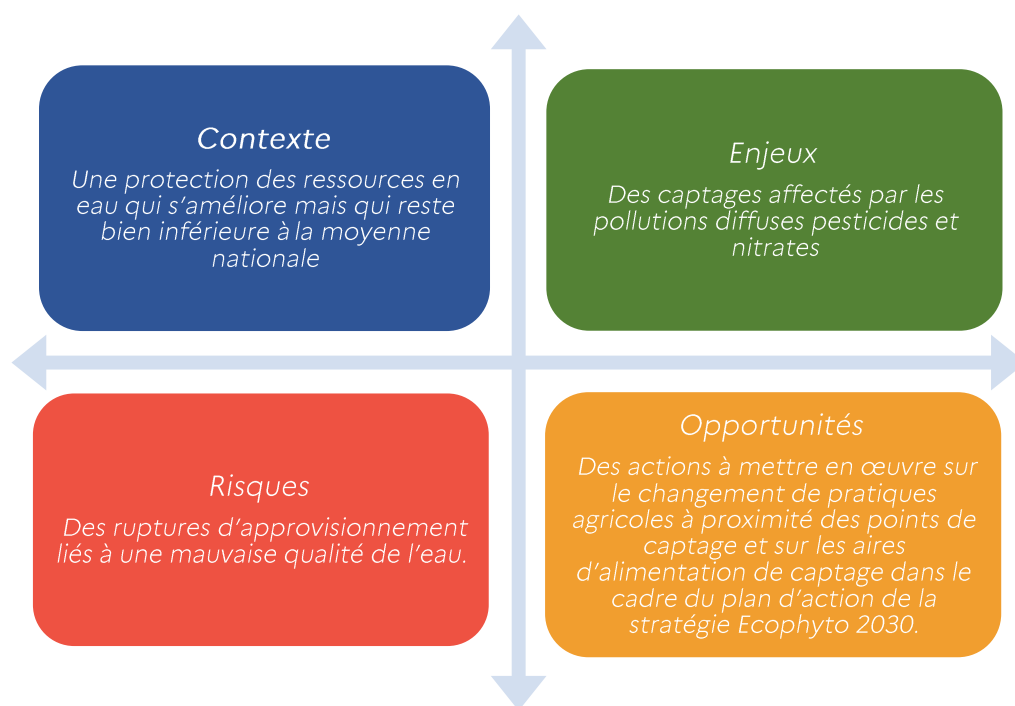 Contexte
Une protection des ressources en
eau qui s’améliore mais qui reste
bien inférieure à la moyenne
nationale
Enjeux
Des captages affectés par les
pollutions diffuses pesticides et
nitrates
Risques
Des ruptures d’approvisionnement
liés à une mauvaise qualité de l’eau.
Opportunités
Des actions à mettre en œuvre sur
le changement de pratiques
agricoles à proximité des points de
captage et sur les aires
d’alimentation de captage dans le
cadre du plan d’action de la
stratégie Ecophyto 2030.